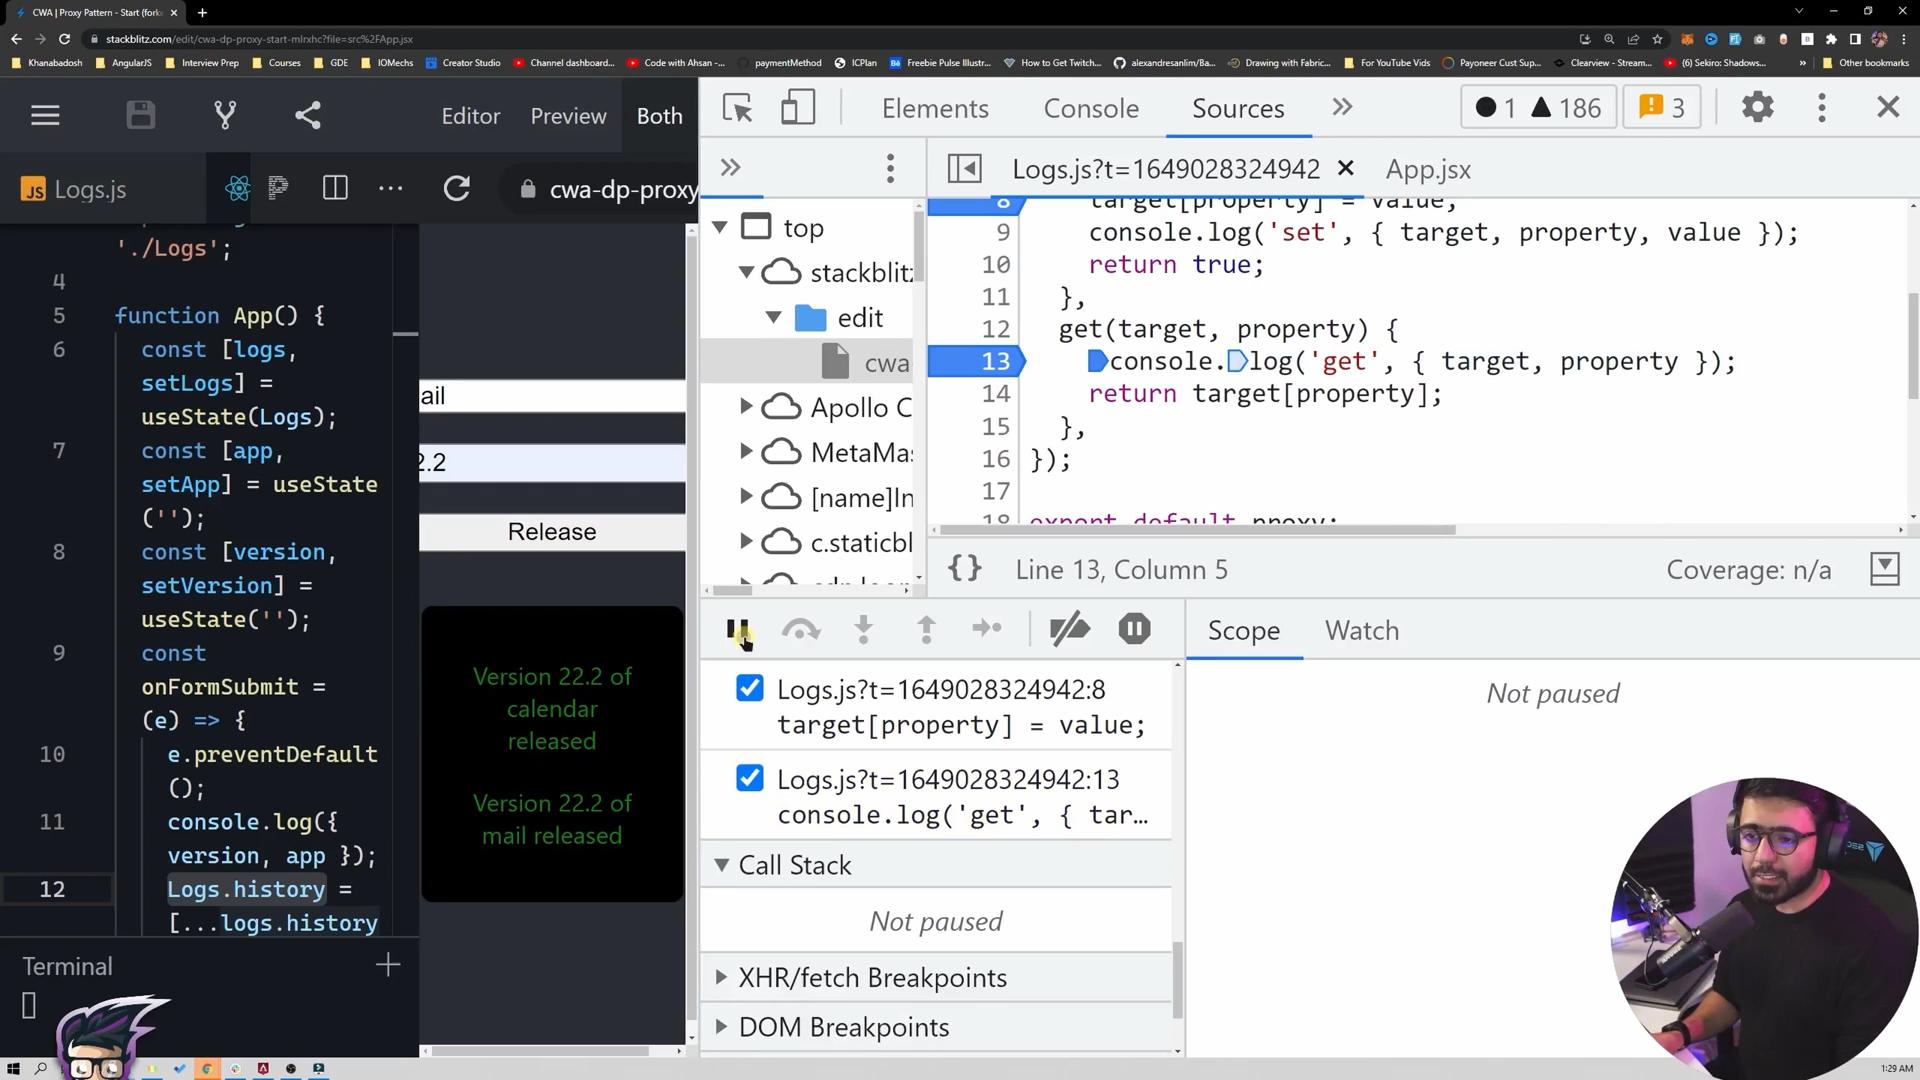 CWA | Proxy Pattern - Start (fork
stackblitz.com/edit/cwa-dp-proxy-start-mlrxhc?file=src%2FApp.jsx
Khanabadosh
AngularJS
Interview Prep
Courses
GDE
IOMechs
Creator Studio
Channel dashboard...
Code with Ahsan -...
paymentMethod
ICPlan
Freebie Pulse Illustr...
How to Get Twitch...
alexandresanlim/Ba...
Drawing with Fabric...
For YouTube Vids
Payoneer Cust Sup...
Clearview - Stream...
(6) Sekiro: Shadows...
Other bookmarks
Editor
Preview
Both
JS Logs.js
cwa-dp-proxy
'./Logs';
4
5 function App() {
6 const [logs,
setLogs] =
useState(Logs);
7 const [app,
setApp] = useState
('');
8 const [version,
setVersion] =
useState('');
9 const
onFormSubmit =
(e) => {
10 e.preventDefault
();
11 console.log({
version, app });
12 Logs.history =
[...logs.history
Terminal
ail
2.2
Release
Version 22.2 of
calendar
released
Version 22.2 of
mail released
Elements
Console
Sources
1 186
3
Logs.js?t=1649028324942
App.jsx
top
stackblitz
edit
cwa
Apollo C
MetaMas
[name]In
c.staticbl
8 target[property] = value;
9 console.log('set', { target, property, value });
10 return true;
11 },
12 get(target, property) {
13 console.log('get', { target, property });
14 return target[property];
15 },
16 });
17
18 export default proxy;
{} Line 13, Column 5
Coverage: n/a
Logs.js?t=1649028324942:8
target[property] = value;
Logs.js?t=1649028324942:13
console.log('get', { tar...
Call Stack
Not paused
XHR/fetch Breakpoints
DOM Breakpoints
Scope
Watch
Not paused
1:29 AM